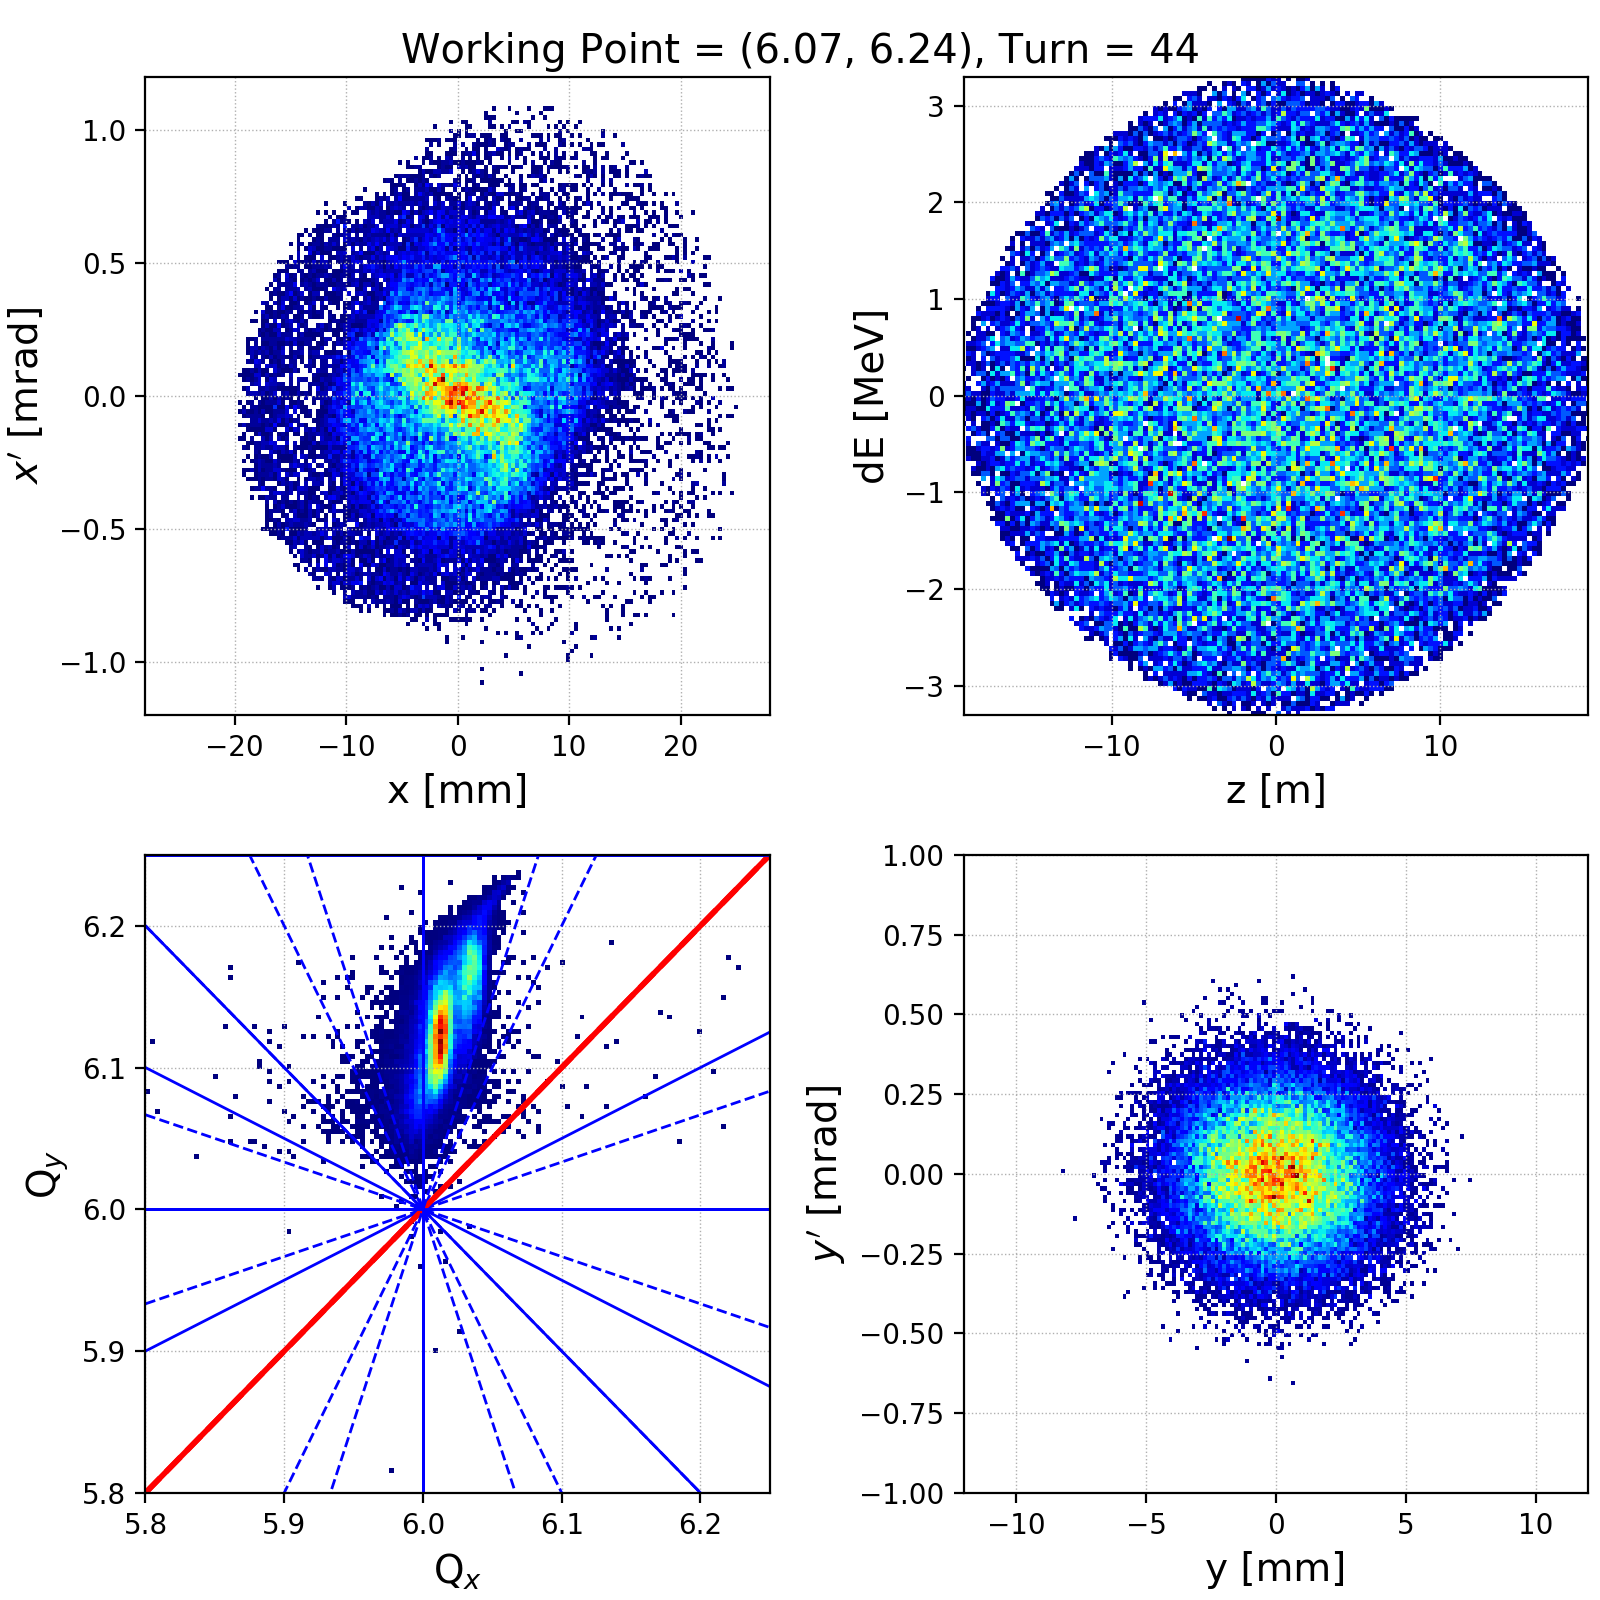 Working Point = (6.07, 6.24), Turn = 44
1.0
0.5
0.0
−0.5
−1.0
x′ [mrad]
−20 −10 0 10 20
x [mm]
3
2
1
0
−1
−2
−3
dE [MeV]
−10 0 10
z [m]
6.2
6.1
6.0
5.9
5.8
Qy
5.8 5.9 6.0 6.1 6.2
Qx
1.00
0.75
0.50
0.25
0.00
−0.25
−0.50
−0.75
−1.00
y′ [mrad]
−10 −5 0 5 10
y [mm]